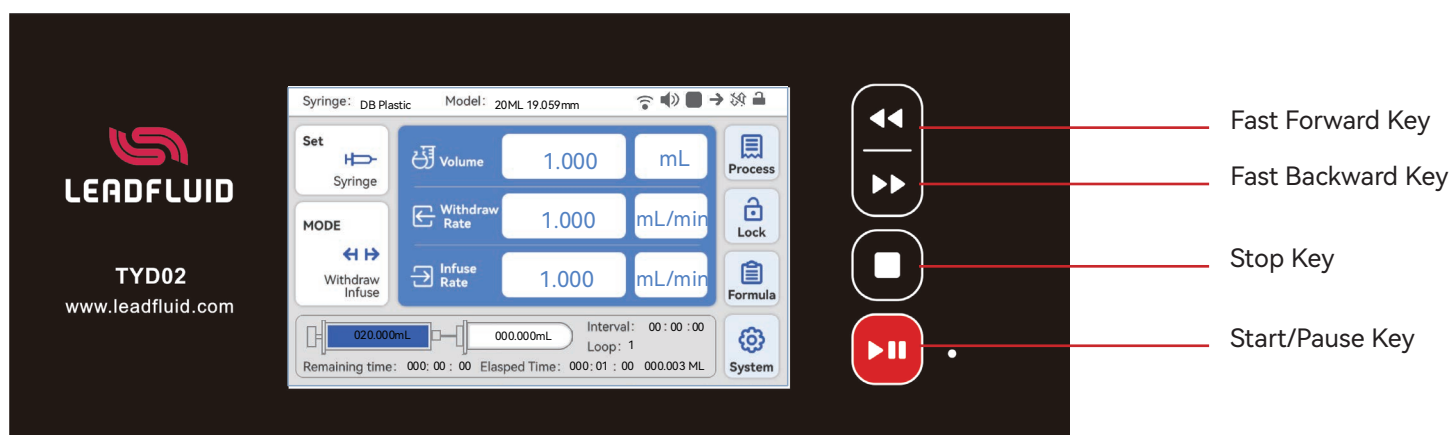 LEADFLUID
TYD02
www.leadfluid.com
Syringe: DB Plastic Model: 20ML 19.059mm
Set
Syringe
MODE
Withdraw
Infuse
Volume 1.000 mL
Withdraw
Rate 1.000 mL/min
Infuse
Rate 1.000 mL/min
Process
Lock
Formula
System
020.000mL 000.000mL Interval: 00 : 00 : 00
Loop: 1
Remaining time: 000: 00 : 00 Elasped Time: 000: 01 : 00 000.003 ML
Fast Forward Key
Fast Backward Key
Stop Key
Start/Pause Key